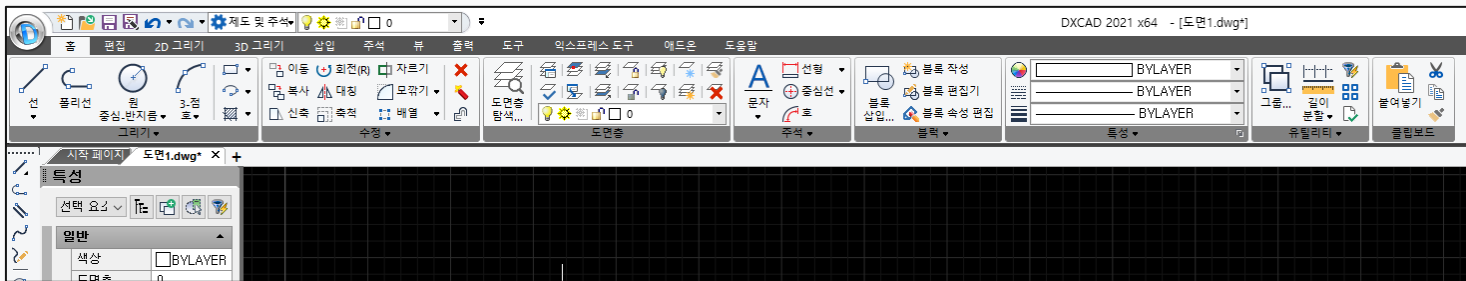 제도 및 주석 0 DXCAD 2021 x64 - [도면1.dwg*]
홈 편집 2D 그리기 3D 그리기 삽입 주석 뷰 출력 도구 익스프레스 도구 애드온 도움말
선 폴리선 원 중심-반지름 3-점 호
이동 회전(R) 자르기
복사 대칭 모깎기
신축 축척 배열
도면층 탐색...
0
문자 선형
중심선
호
블록 삽입...
블록 작성
블록 편집기
블록 속성 편집
BYLAYER
BYLAYER
BYLAYER
그룹... 길이 분할
붙여넣기
그리기 수정 도면층 주석 블럭 특성 유틸리티 클립보드
시작 페이지 도면1.dwg* X +
특성
선택 요소
일반
색상 BYLAYER
도면층 0